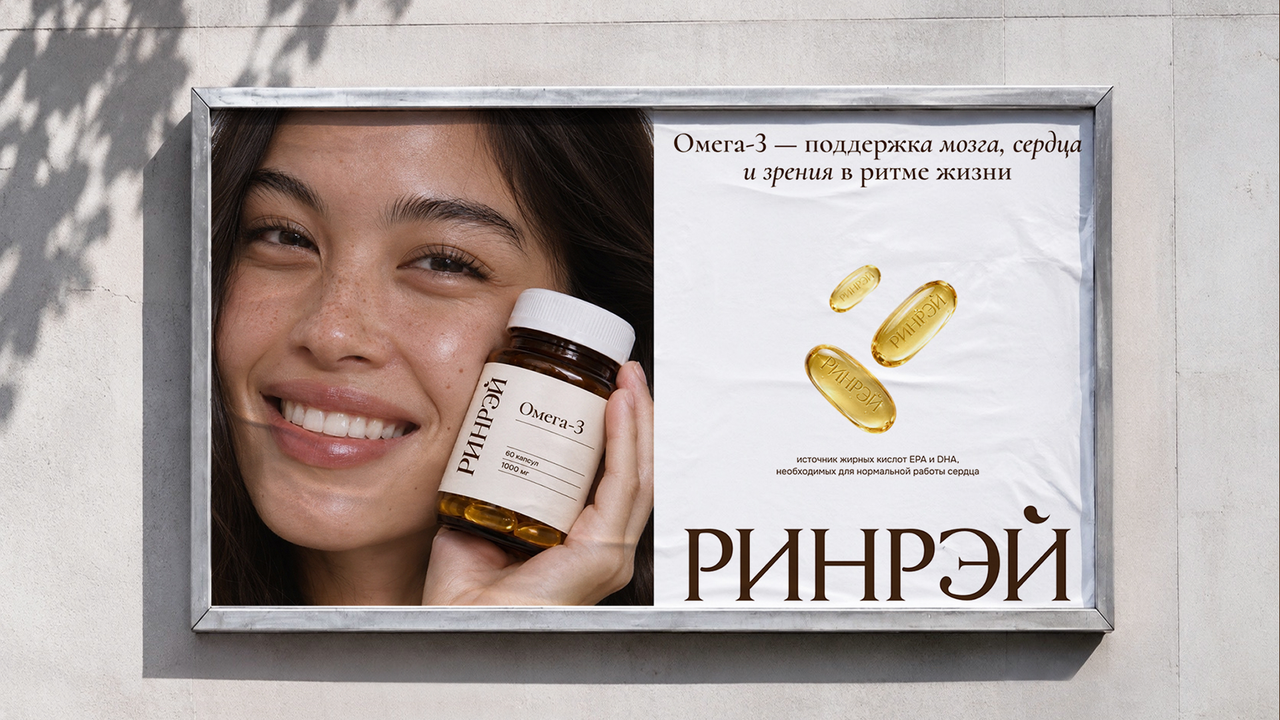 Омега-3 — поддержка мозга, сердца
и зрения в ритме жизни
РИНРЭЙ
РИНРЭЙ
РИНРЭЙ
источник жирных кислот EPA и DHA,
необходимых для нормальной работы сердца
РИНРЭЙ
РИНРЭЙ
Омега-3
60 капсул
1000 мг